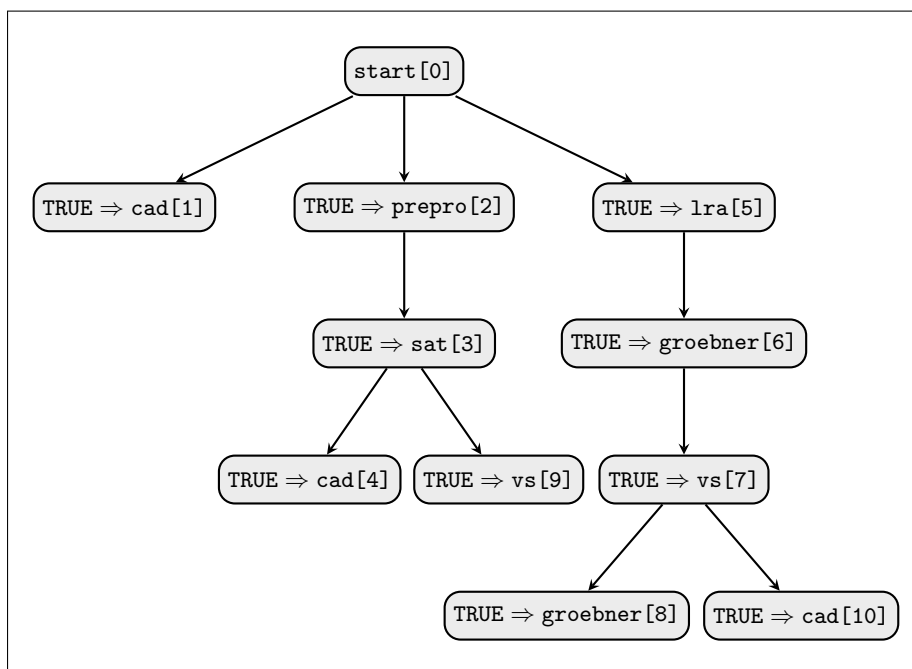 start[0]
TRUE ⇒ cad[1]
TRUE ⇒ prepro[2]
TRUE ⇒ lra[5]
TRUE ⇒ sat[3]
TRUE ⇒ groebner[6]
TRUE ⇒ cad[4]
TRUE ⇒ vs[9]
TRUE ⇒ vs[7]
TRUE ⇒ groebner[8]
TRUE ⇒ cad[10]